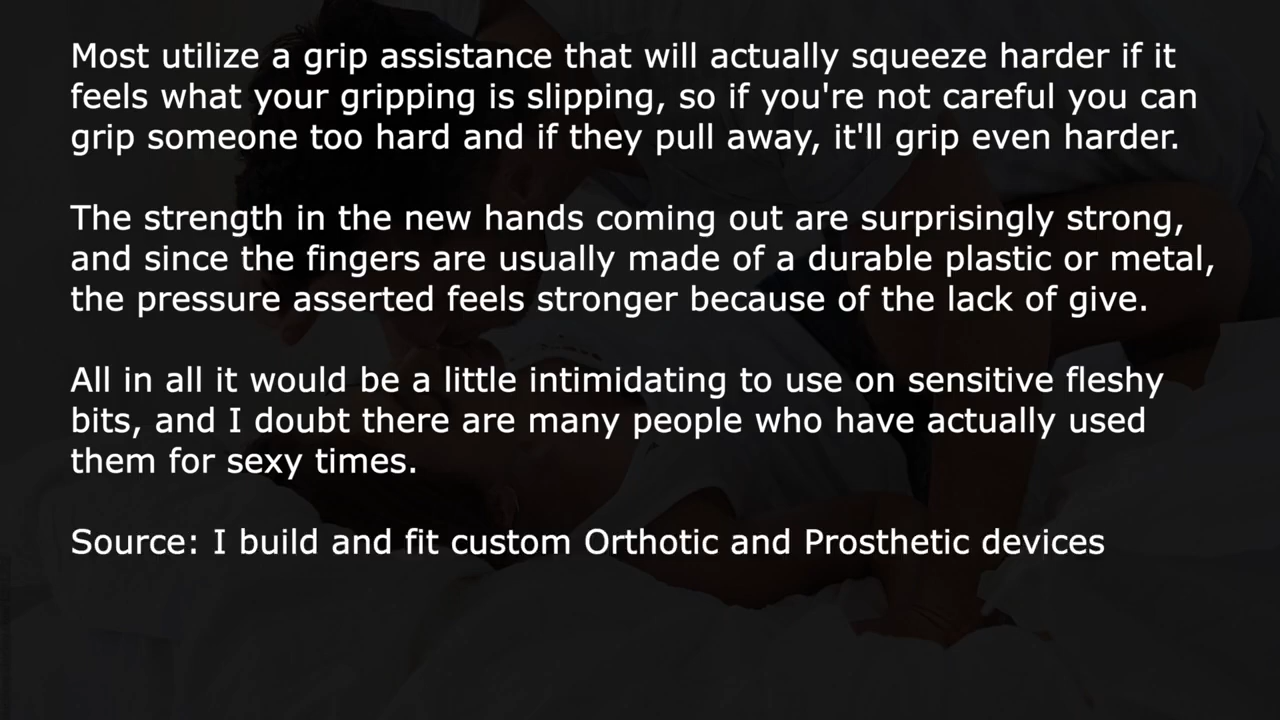 Most utilize a grip assistance that will actually squeeze harder if it
feels what your gripping is slipping, so if you're not careful you can
grip someone too hard and if they pull away, it'll grip even harder.
The strength in the new hands coming out are surprisingly strong,
and since the fingers are usually made of a durable plastic or metal,
the pressure asserted feels stronger because of the lack of give.
All in all it would be a little intimidating to use on sensitive fleshy
bits, and I doubt there are many people who have actually used
them for sexy times.
Source: I build and fit custom Orthotic and Prosthetic devices